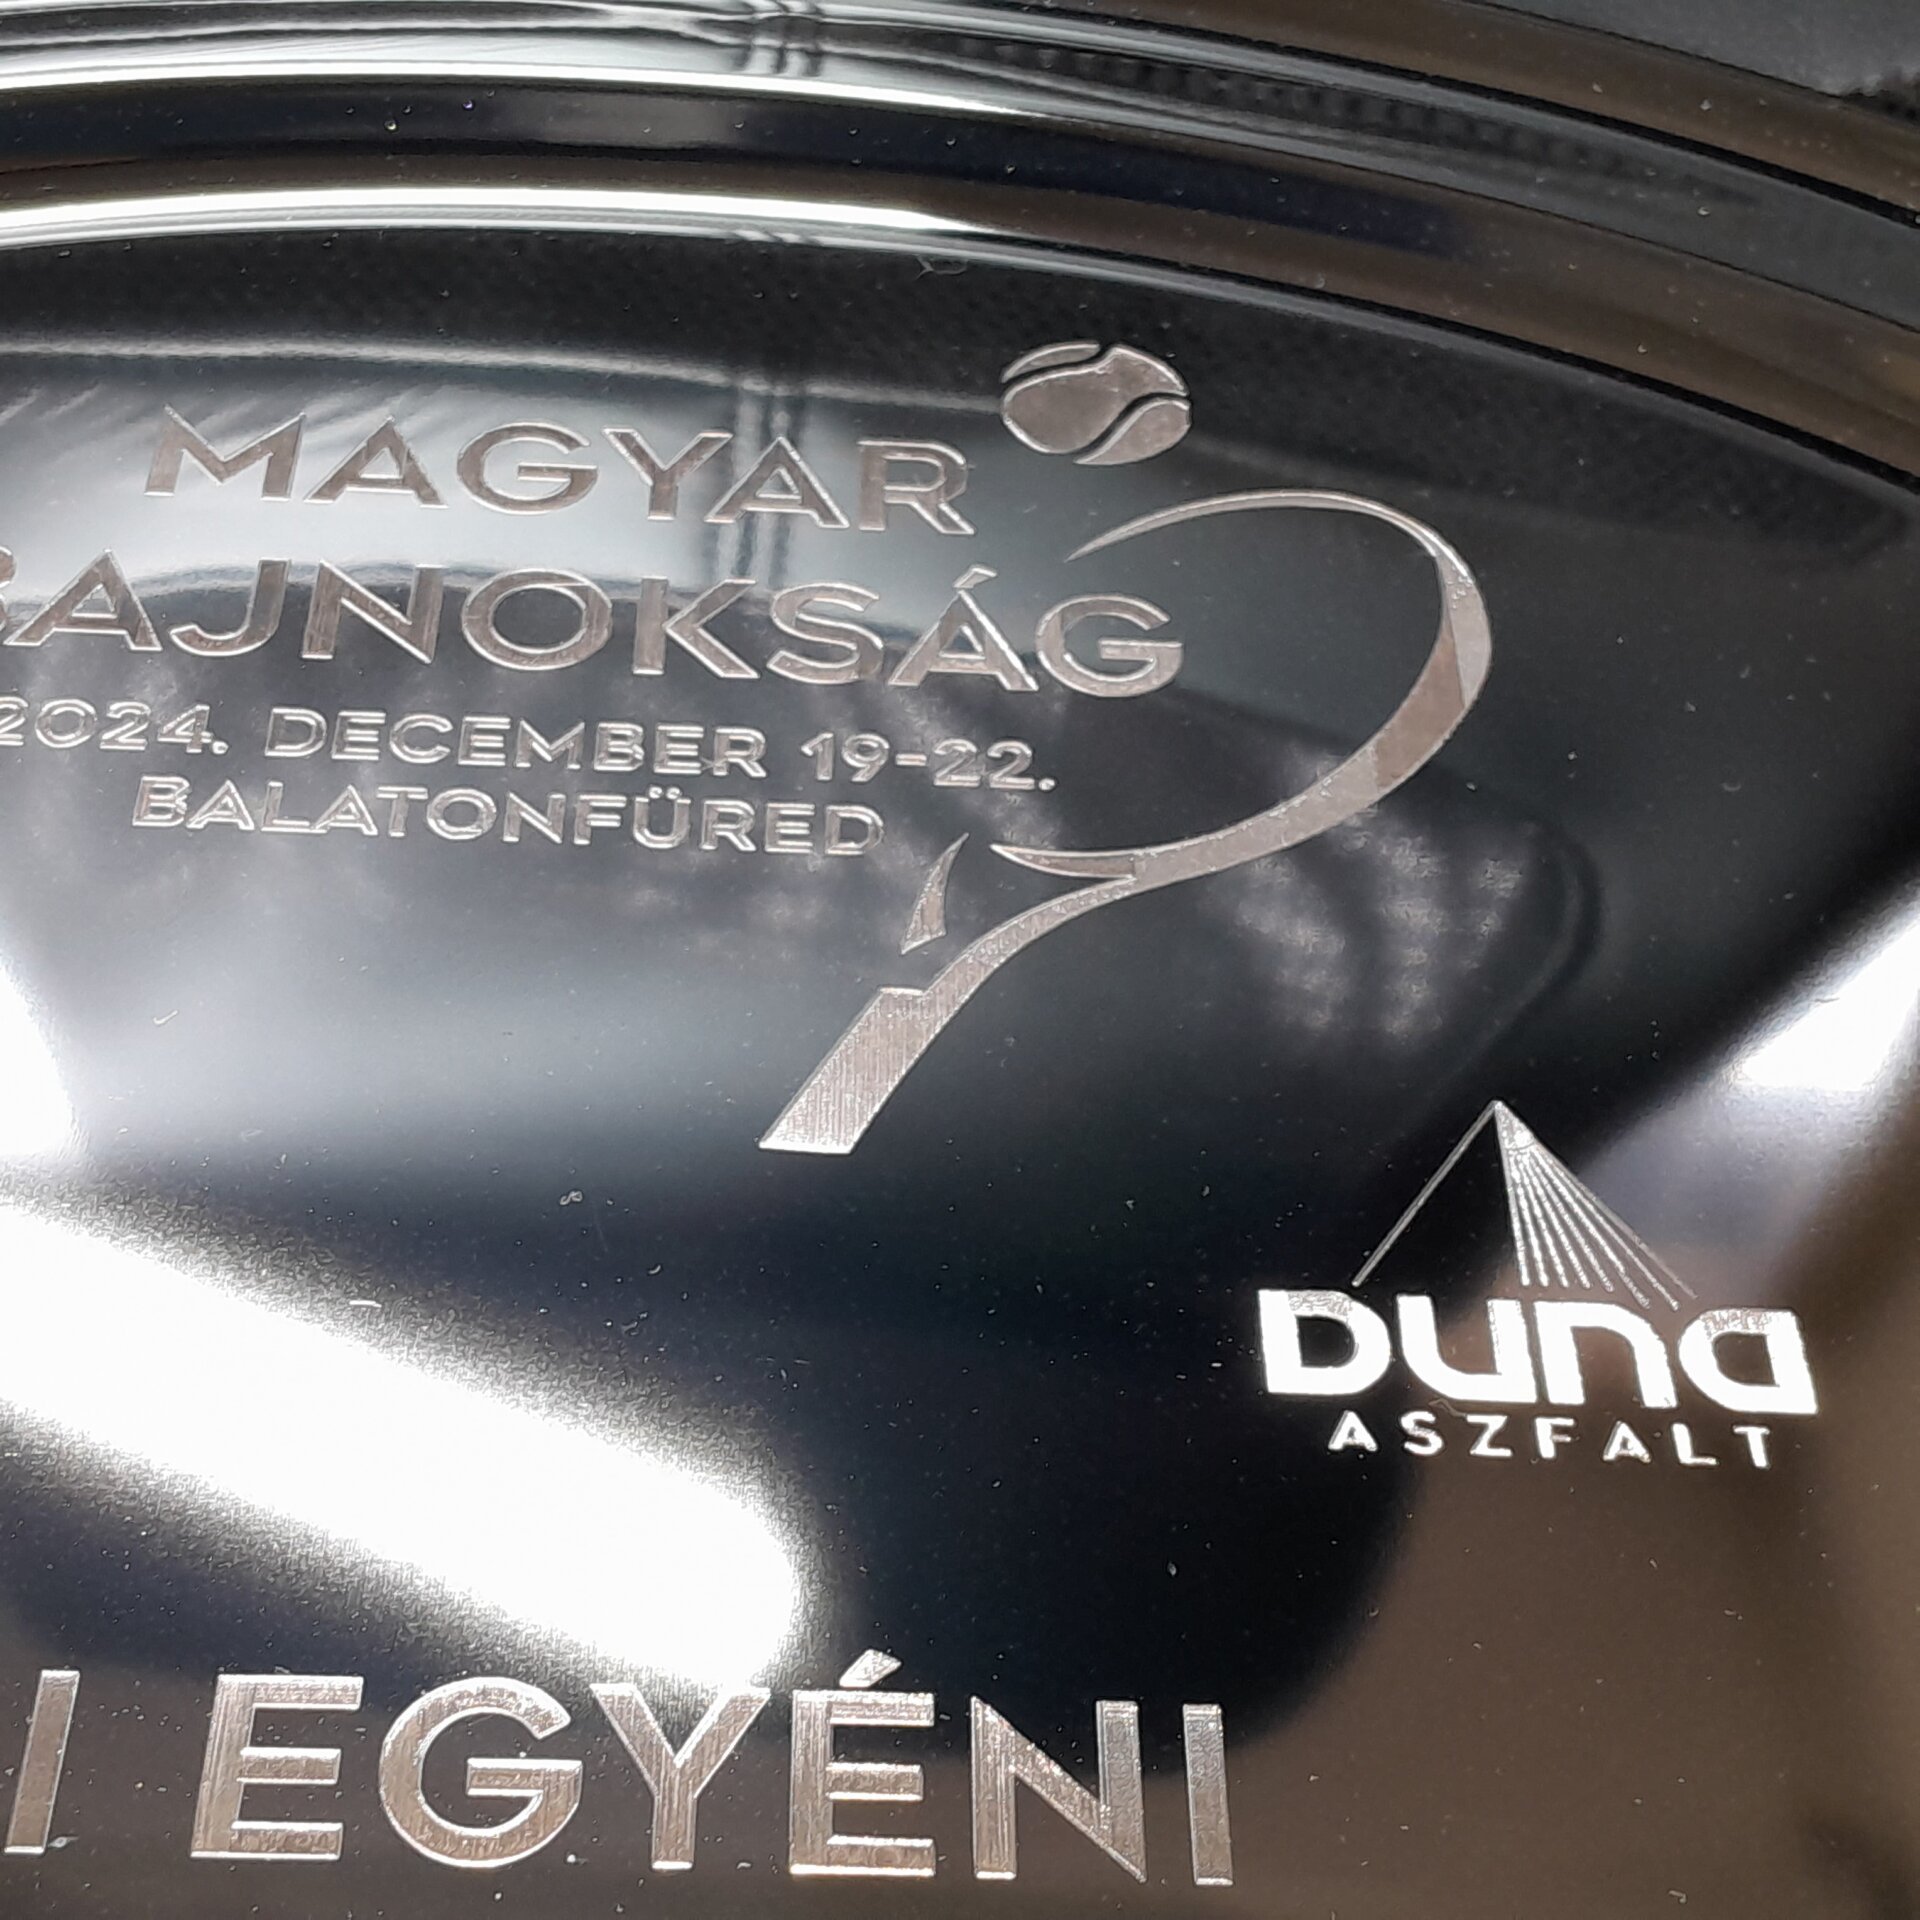 MAGYAR
BAJNOKSÁG
2024. DECEMBER 19-22.
BALATONFÜRED
DUNA
ASZFALT
I EGYÉNI